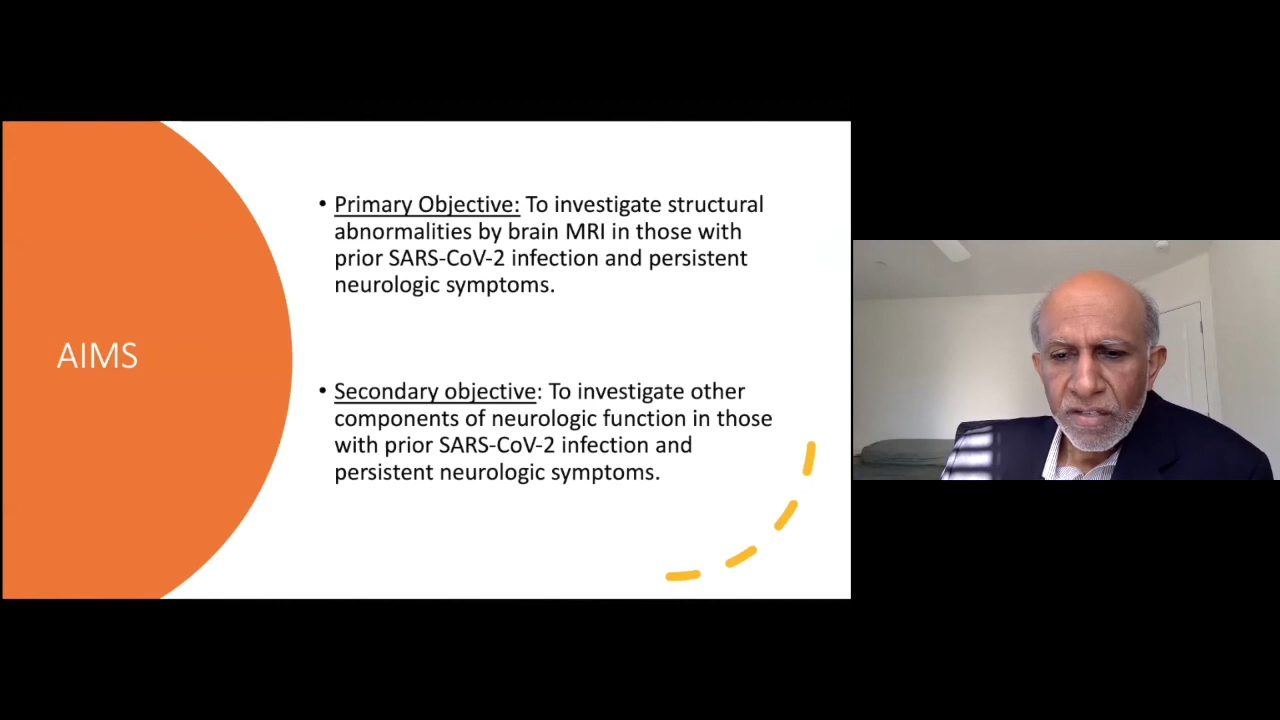 AIMS
• Primary Objective: To investigate structural
abnormalities by brain MRI in those with
prior SARS-CoV-2 infection and persistent
neurologic symptoms.
• Secondary objective: To investigate other
components of neurologic function in those
with prior SARS-CoV-2 infection and
persistent neurologic symptoms.